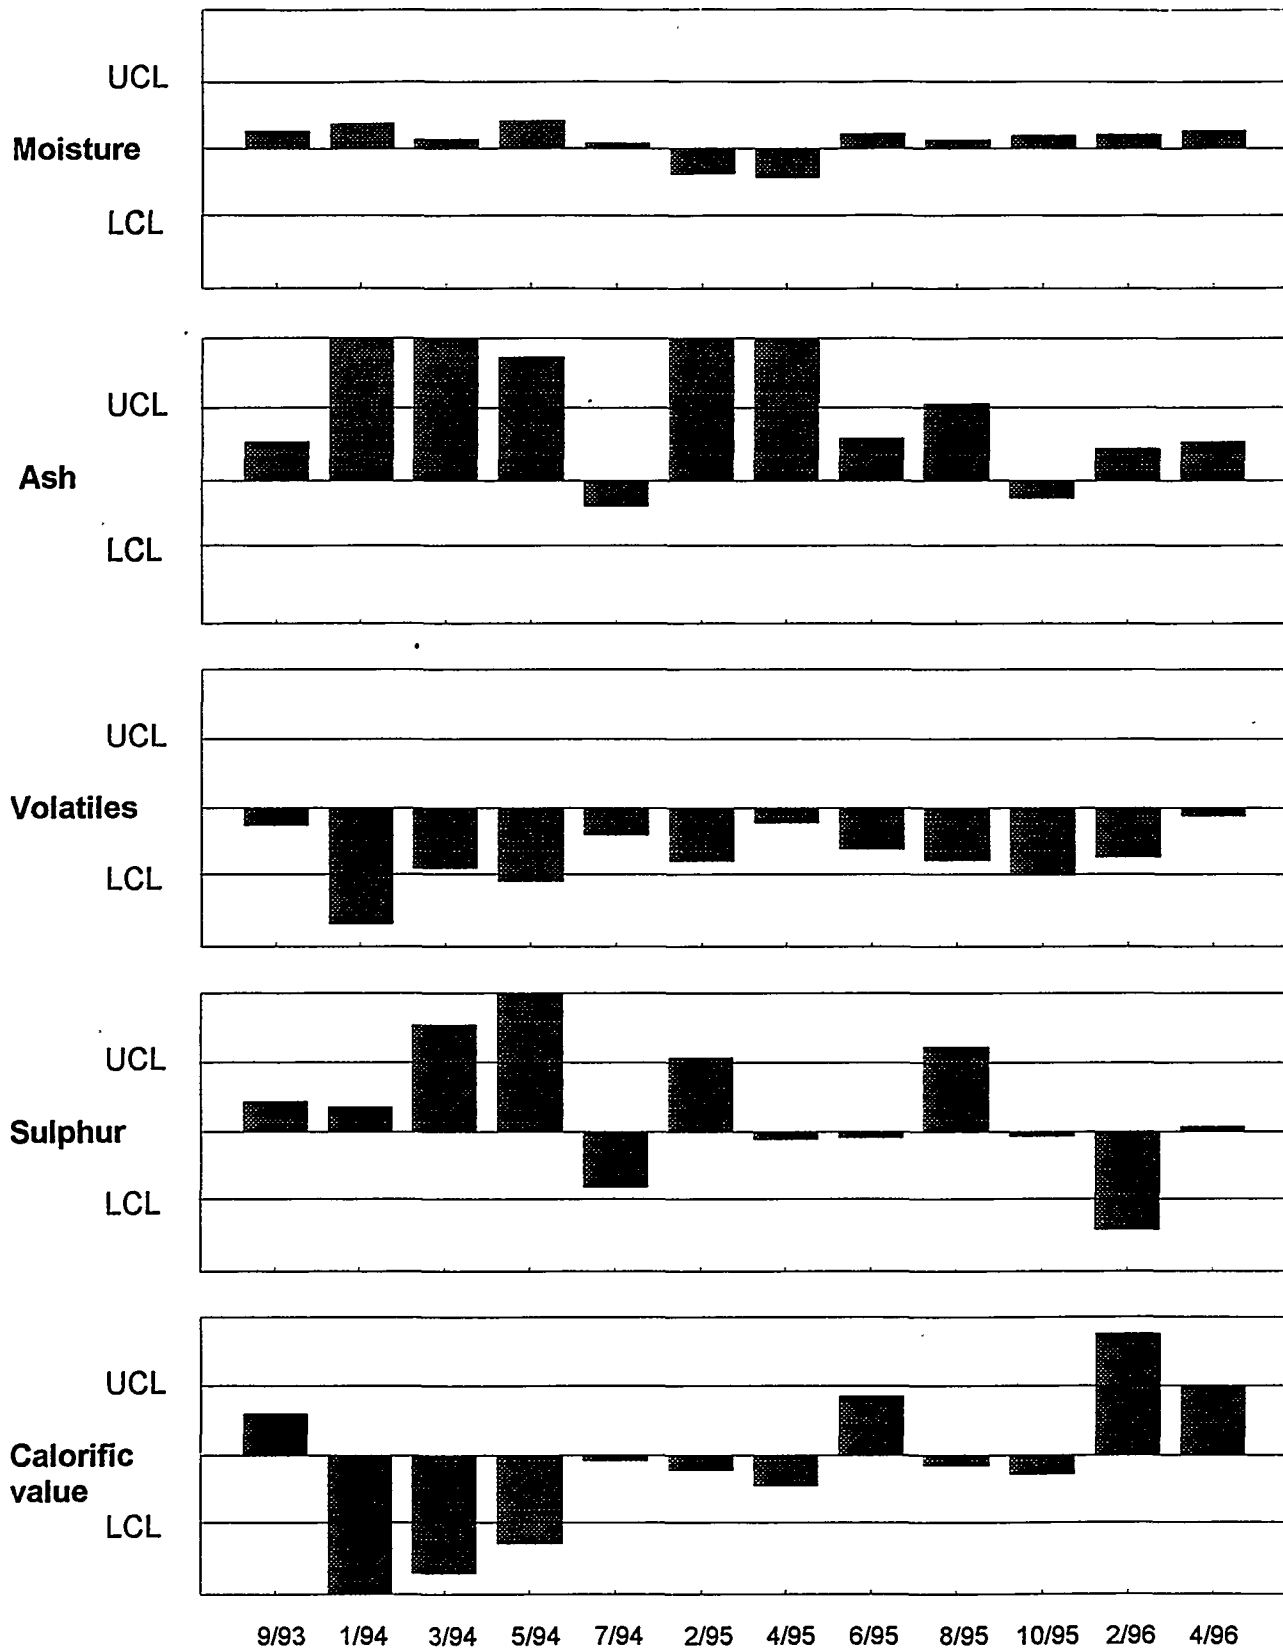 UCL
Moisture
LCL
UCL
Ash
LCL
UCL
Volatiles
LCL
UCL
Sulphur
LCL
UCL
Calorific
value
LCL
9/93 1/94 3/94 5/94 7/94 2/95 4/95 6/95 8/95 10/95 2/96 4/96